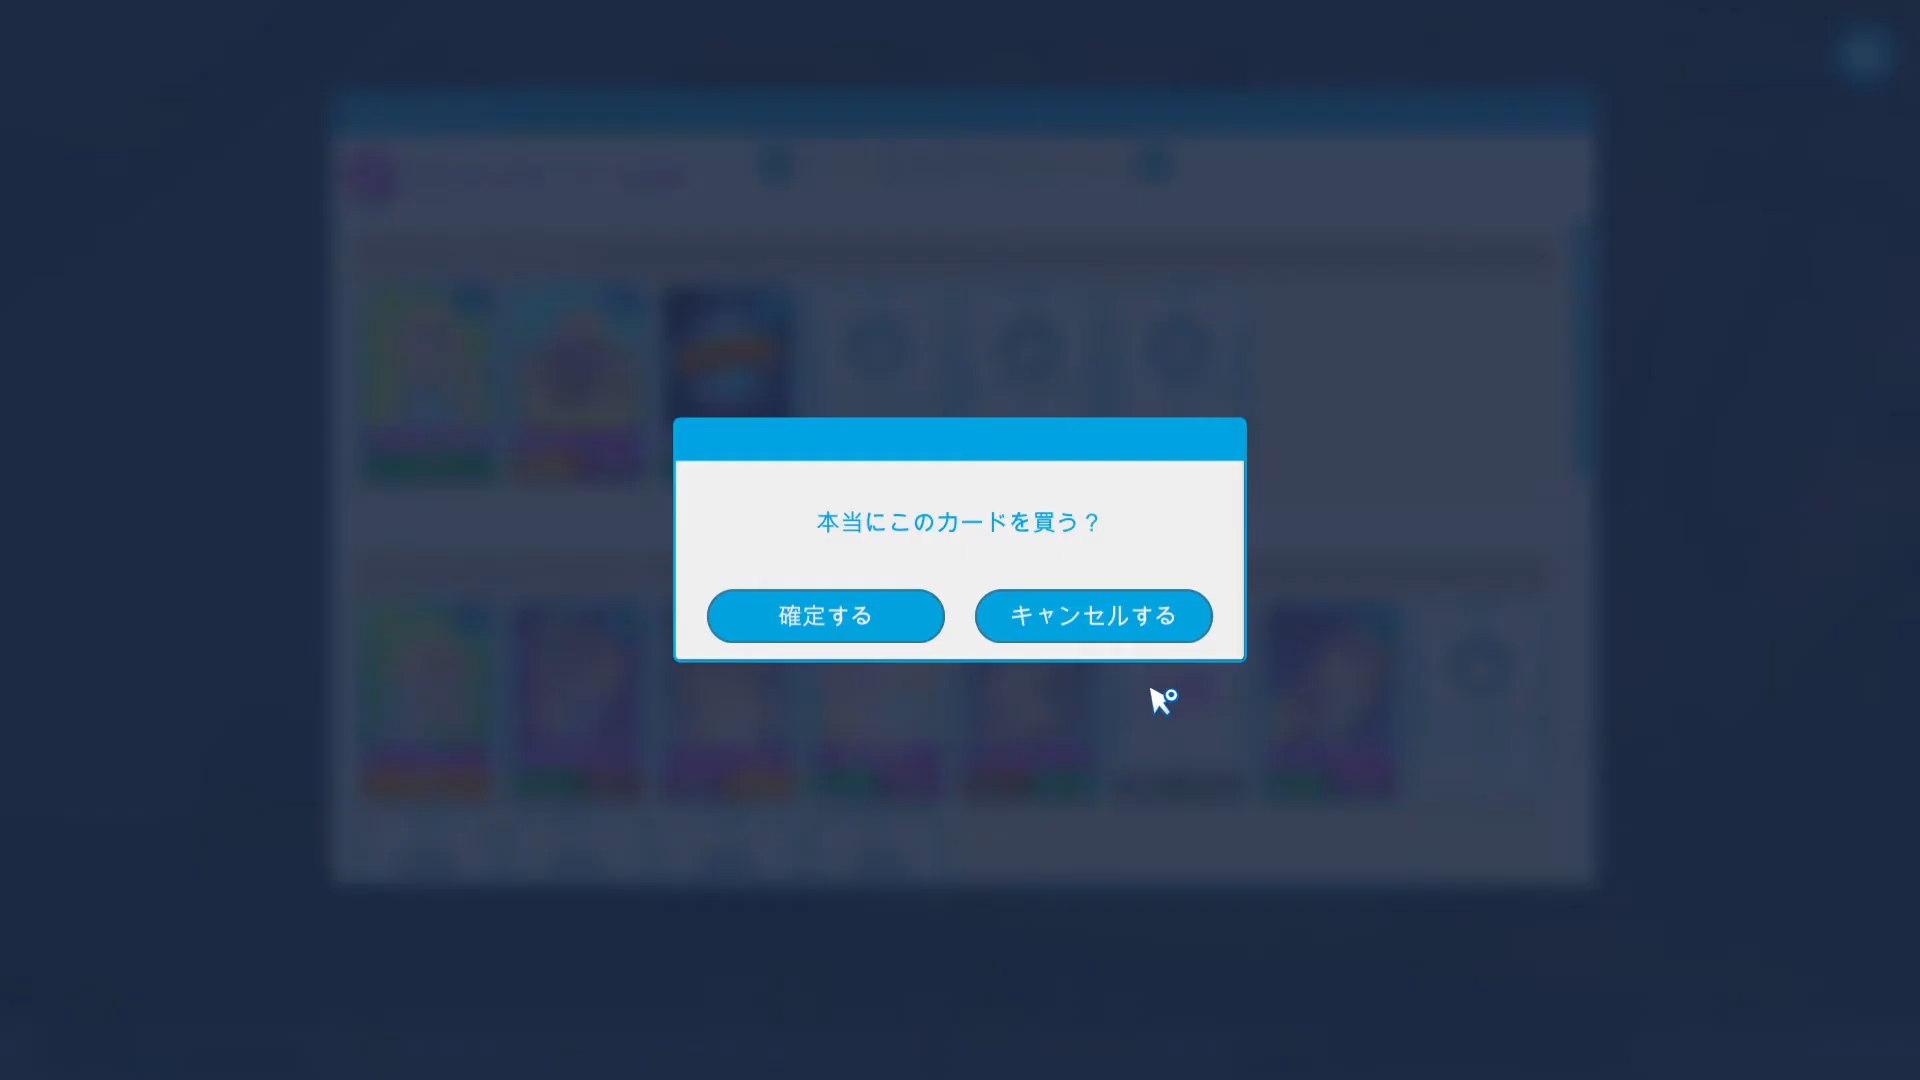 本当にこのカードを買う？
確定する
キャンセルする